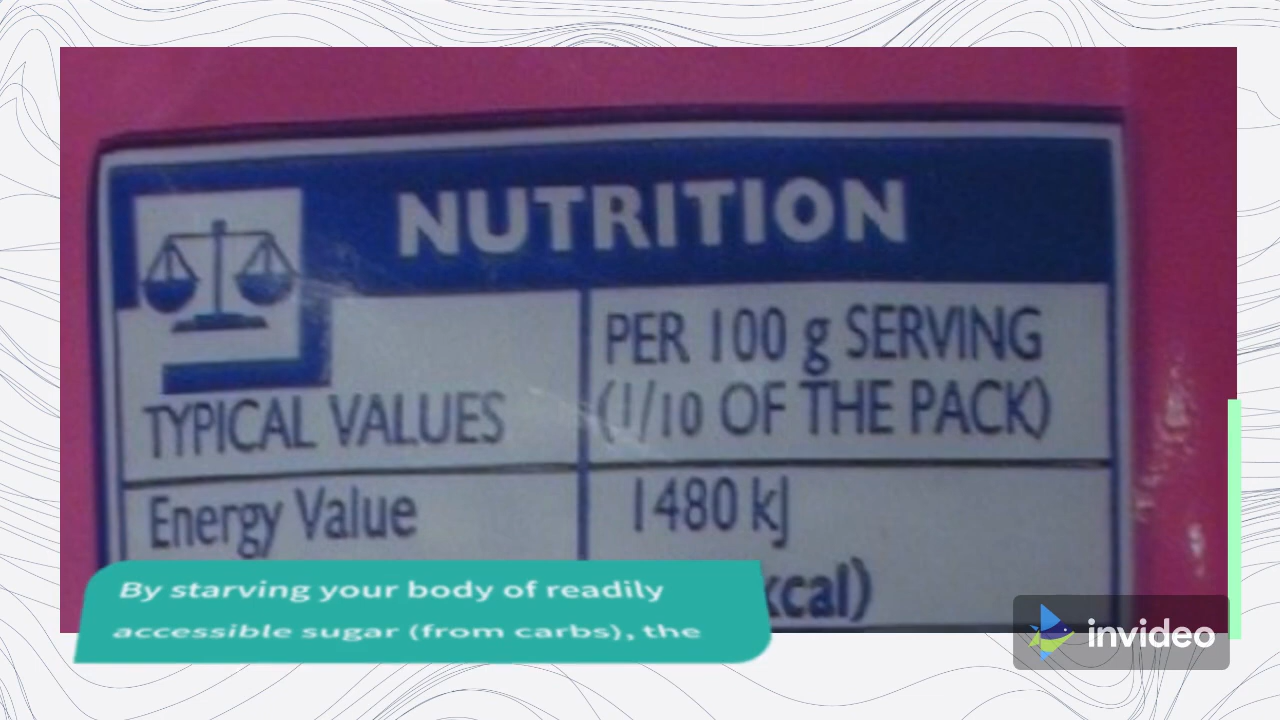 NUTRITION
PER 100 g SERVING
(1/10 OF THE PACK)
TYPICAL VALUES
Energy Value
1480 kJ
kcal)
By starving your body of readily
accessible sugar (from carbs), the
invideo